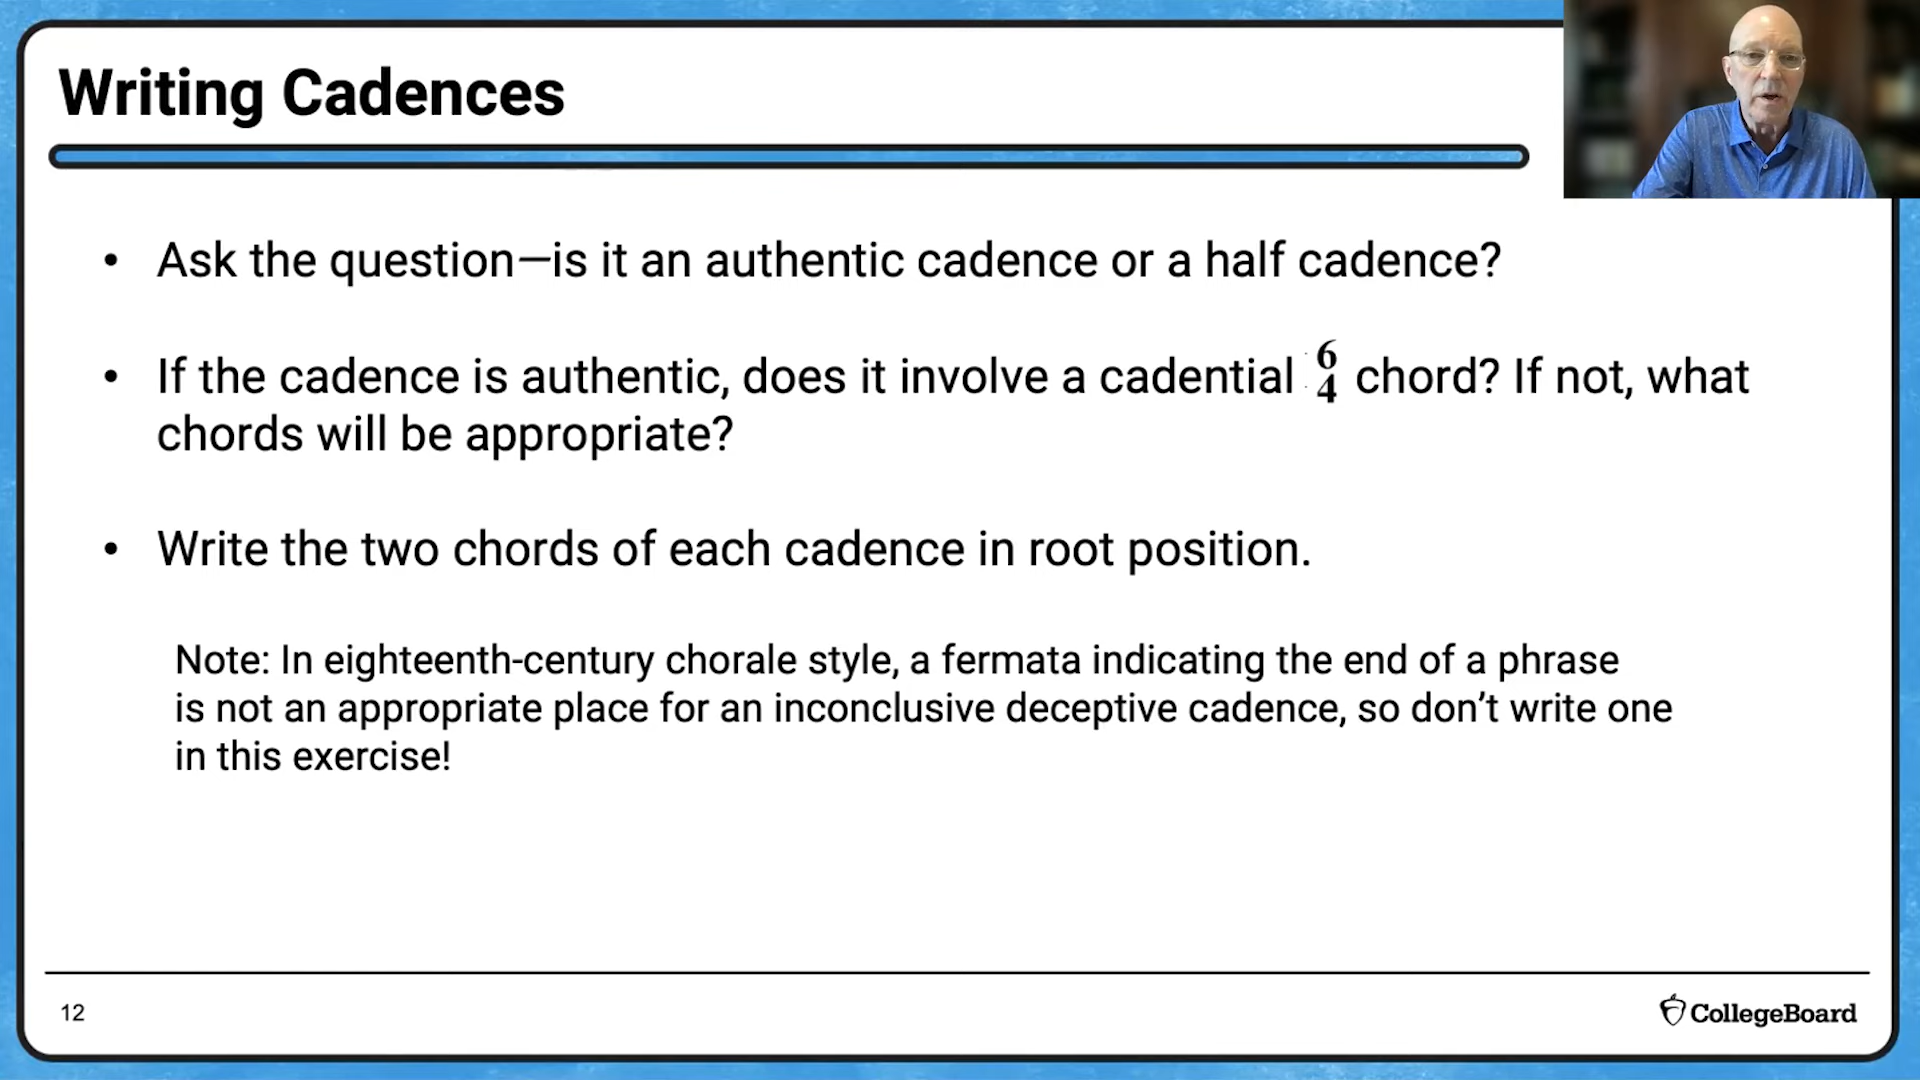 Writing Cadences
• Ask the question—is it an authentic cadence or a half cadence?
• If the cadence is authentic, does it involve a cadential 6/4 chord? If not, what
chords will be appropriate?
• Write the two chords of each cadence in root position.
Note: In eighteenth-century chorale style, a fermata indicating the end of a phrase
is not an appropriate place for an inconclusive deceptive cadence, so don’t write one
in this exercise!
12
CollegeBoard